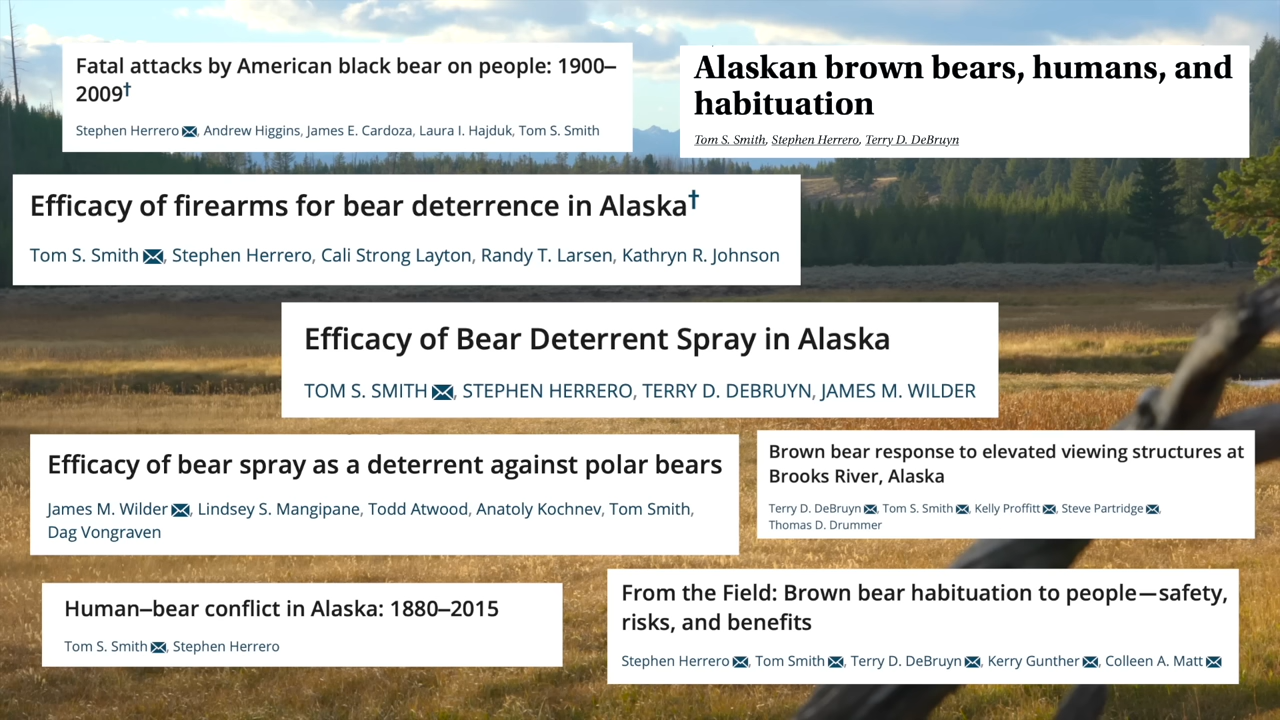 Fatal attacks by American black bear on people: 1900–
2009†
Stephen Herrero, Andrew Higgins, James E. Cardoza, Laura I. Hajduk, Tom S. Smith
Alaskan brown bears, humans, and
habituation
Tom S. Smith, Stephen Herrero, Terry D. DeBruyn
Efficacy of firearms for bear deterrence in Alaska†
Tom S. Smith, Stephen Herrero, Cali Strong Layton, Randy T. Larsen, Kathryn R. Johnson
Efficacy of Bear Deterrent Spray in Alaska
TOM S. SMITH, STEPHEN HERRERO, TERRY D. DEBRUYN, JAMES M. WILDER
Efficacy of bear spray as a deterrent against polar bears
James M. Wilder, Lindsey S. Mangipane, Todd Atwood, Anatoly Kochnev, Tom Smith,
Dag Vongraven
Brown bear response to elevated viewing structures at
Brooks River, Alaska
Terry D. DeBruyn, Tom S. Smith, Kelly Proffitt, Steve Partridge,
Thomas D. Drummer
Human–bear conflict in Alaska: 1880–2015
Tom S. Smith, Stephen Herrero
From the Field: Brown bear habituation to people—safety,
risks, and benefits
Stephen Herrero, Tom Smith, Terry D. DeBruyn, Kerry Gunther, Colleen A. Matt